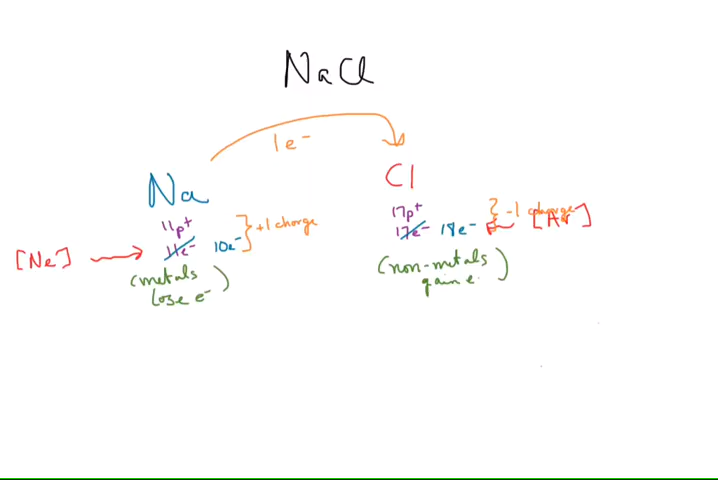 NaCl
1e⁻
Na
Cl
11p⁺
11e⁻ 10e⁻
+1 charge
17p⁺
17e⁻ 18e⁻
-1 charge
[Ar]
[Ne]
(metals
lose e⁻)
(non-metals
gain e⁻)